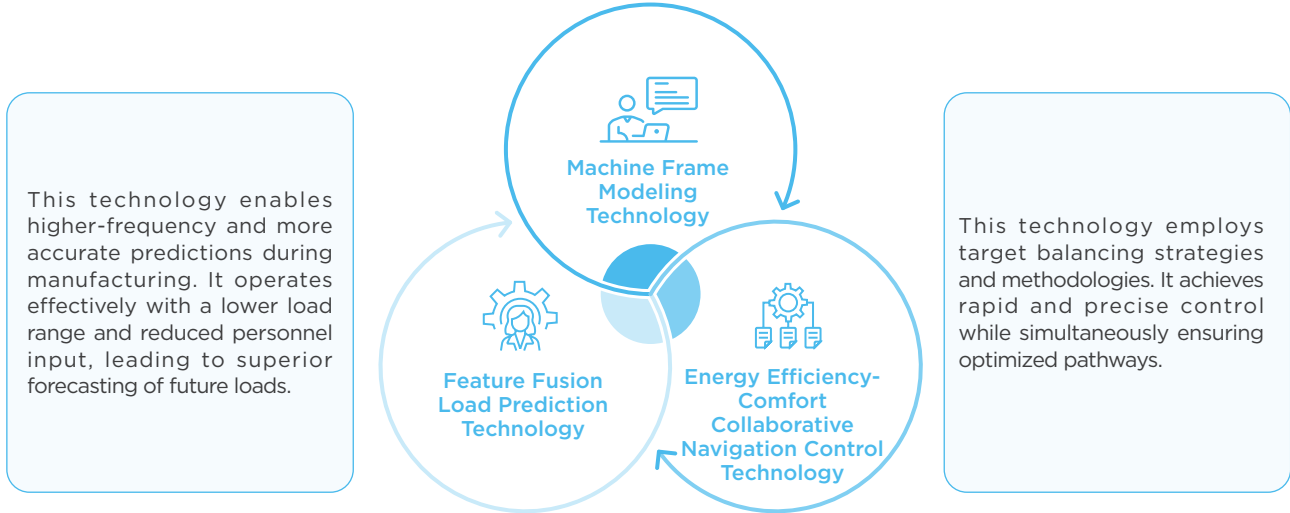 Machine Frame
Modeling
Technology
This technology enables
higher-frequency and more
accurate predictions during
manufacturing. It operates
effectively with a lower load
range and reduced personnel
input, leading to superior
forecasting of future loads.
Feature Fusion
Load Prediction
Technology
Energy Efficiency-
Comfort
Collaborative
Navigation Control
Technology
This technology employs
target balancing strategies
and methodologies. It achieves
rapid and precise control
while simultaneously ensuring
optimized pathways.